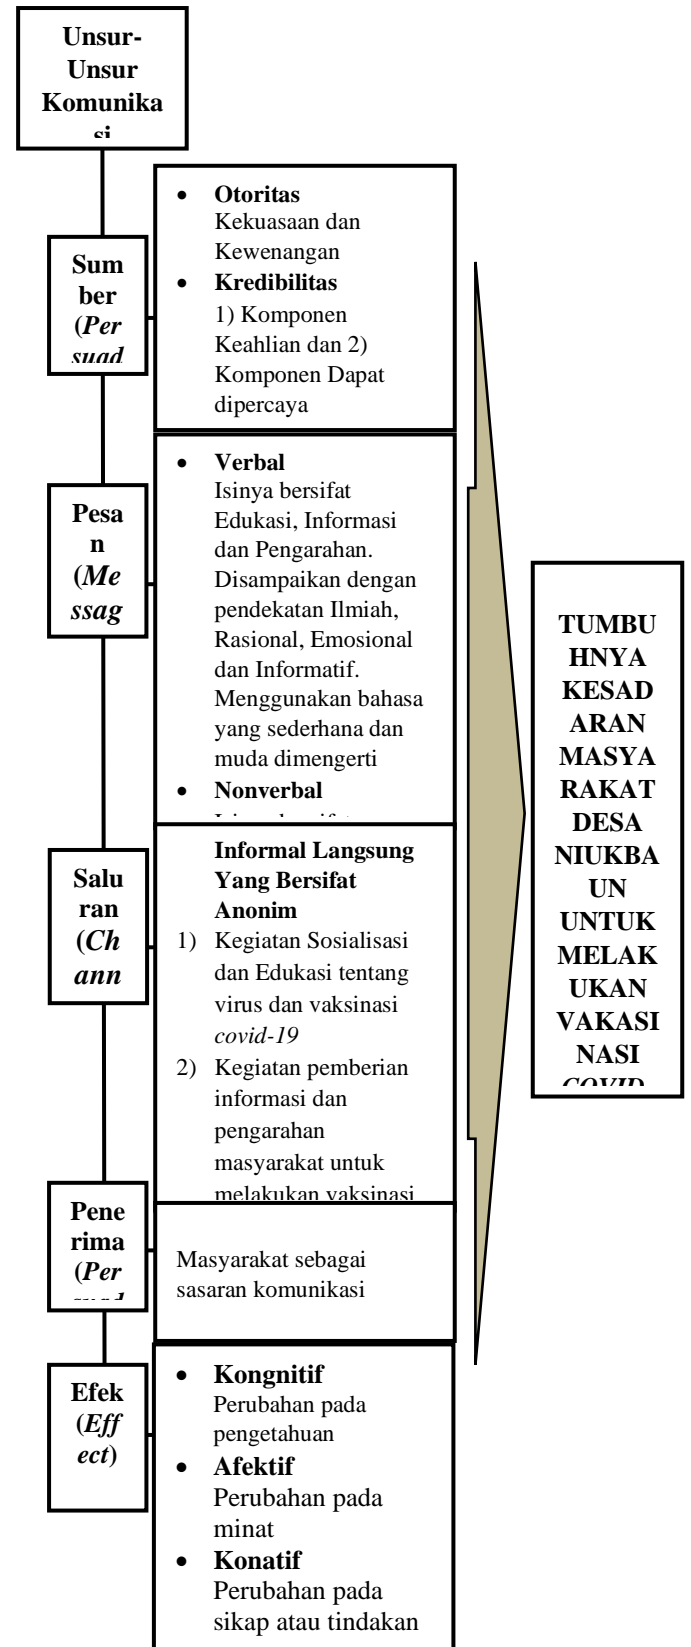 Unsur-
Unsur
Komunika
si
Sum
ber
(Per
suad
• Otoritas
Kekuasaan dan
Kewenangan
• Kredibilitas
1) Komponen
Keahlian dan 2)
Komponen Dapat
dipercaya
Pesa
n
(Me
ssag
• Verbal
Isinya bersifat
Edukasi, Informasi
dan Pengarahan.
Disampaikan dengan
pendekatan Ilmiah,
Rasional, Emosional
dan Informatif.
Menggunakan bahasa
yang sederhana dan
muda dimengerti
• Nonverbal
Salu
ran
(Ch
ann
Informal Langsung
Yang Bersifat
Anonim
1) Kegiatan Sosialisasi
dan Edukasi tentang
virus dan vaksinasi
covid-19
2) Kegiatan pemberian
informasi dan
pengarahan
masyarakat untuk
melakukan vaksinasi
Pene
rima
(Per
Masyarakat sebagai
sasaran komunikasi
Efek
(Eff
ect)
• Kongnitif
Perubahan pada
pengetahuan
• Afektif
Perubahan pada
minat
• Konatif
Perubahan pada
sikap atau tindakan
TUMBU
HNYA
KESAD
ARAN
MASYA
RAKAT
DESA
NIUKBA
UN
UNTUK
MELAK
UKAN
VAKASI
NASI
COVID